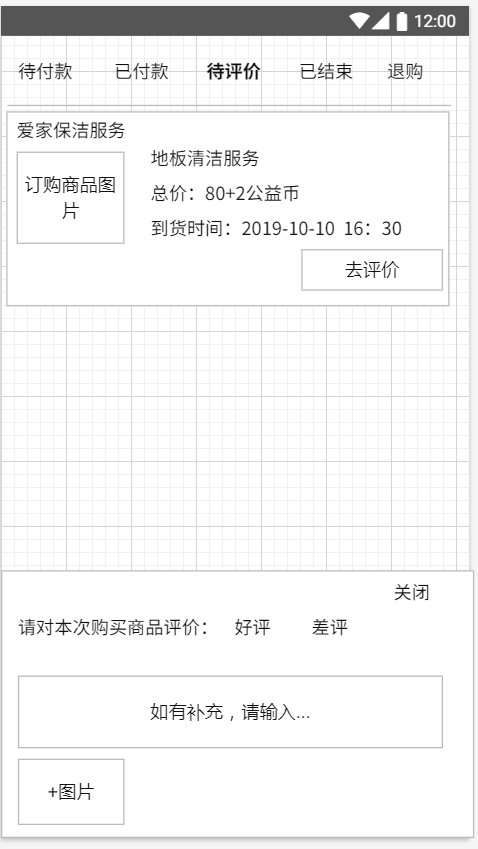 12:00
待付款 已付款 待评价 已结束 退购
爱家保洁服务
订购商品图
片
地板清洁服务
总价：80+2公益币
到货时间：2019-10-10 16：30
去评价
关闭
请对本次购买商品评价： 好评 差评
如有补充，请输入...
+图片